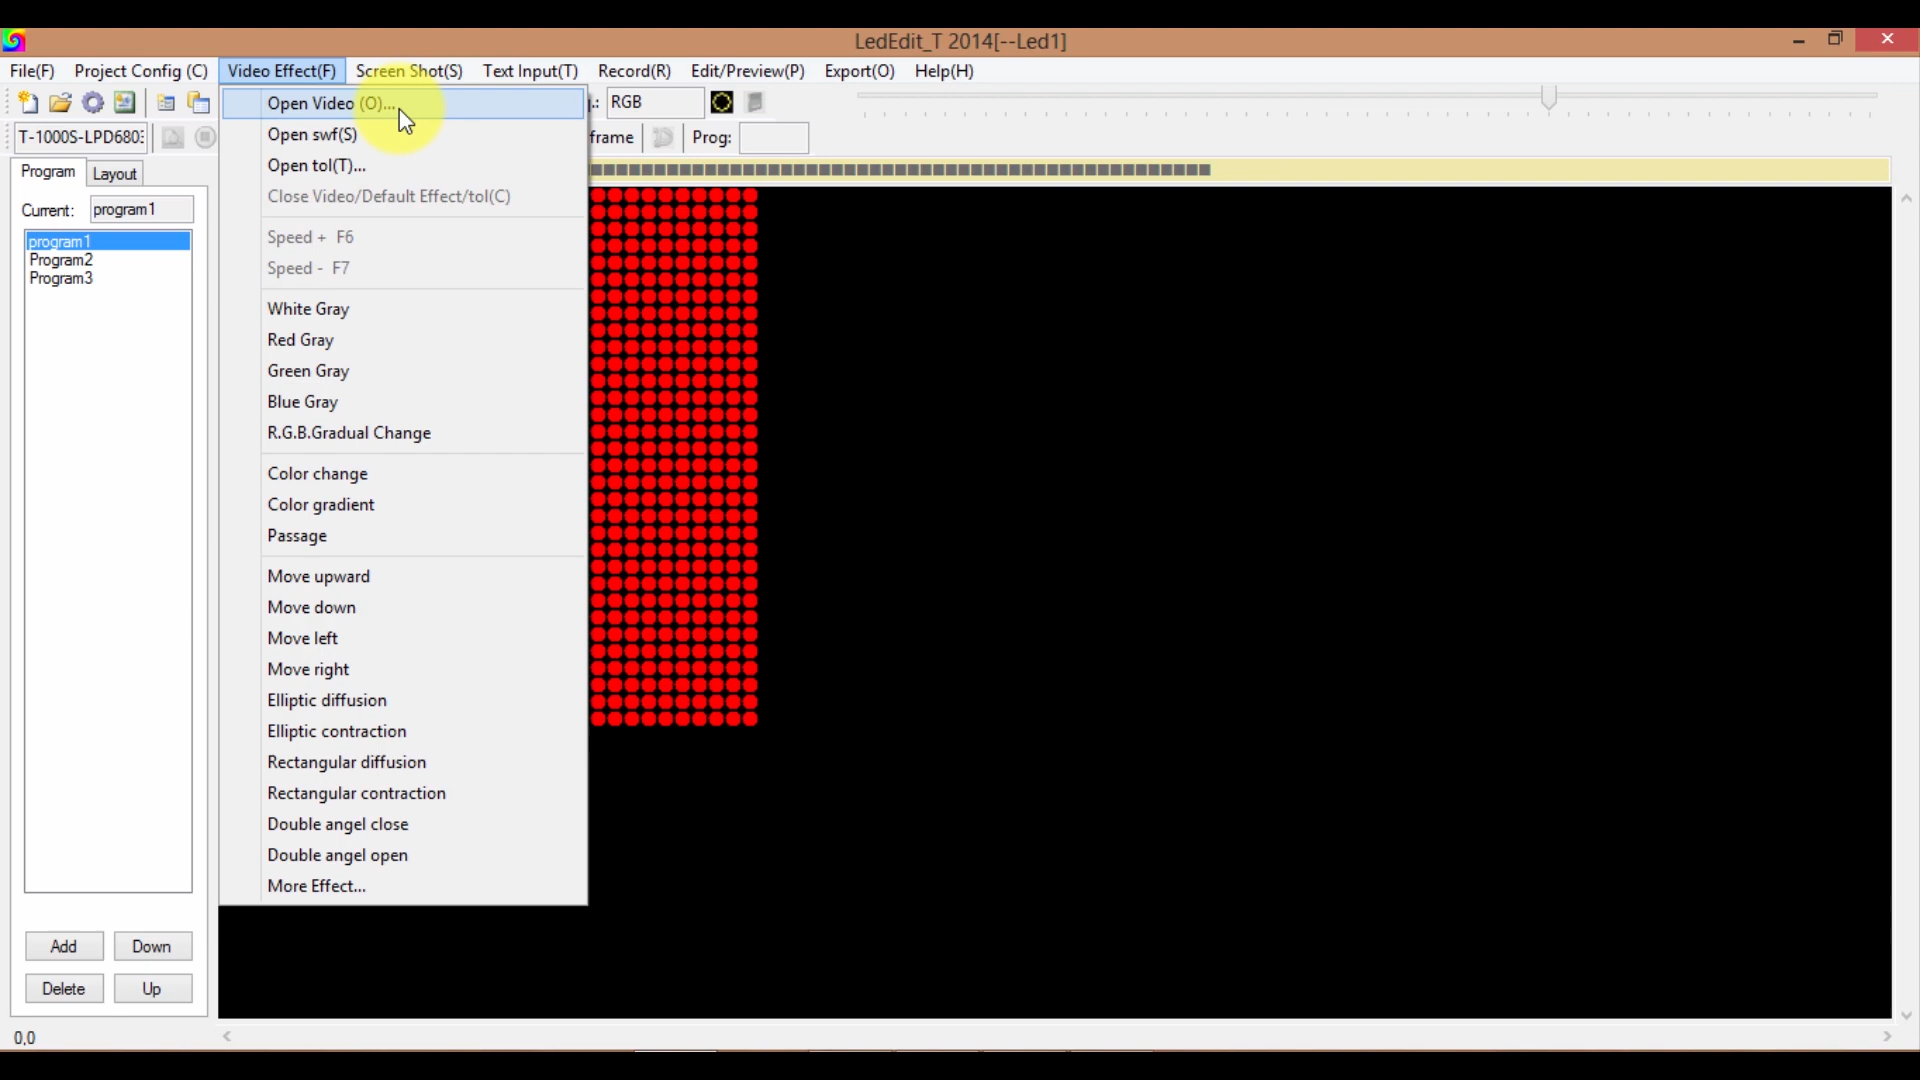 LedEdit_T 2014[--Led1]
File(F) Project Config (C) Video Effect(F) Screen Shot(S) Text Input(T) Record(R) Edit/Preview(P) Export(O) Help(H)
Open Video (O)...
RGB
T-1000S-LPD680
Open swf(S)
frame Prog:
Open tol(T)...
Program Layout
Close Video/Default Effect/tol(C)
Current: program1
program1
Program2
Program3
Speed + F6
Speed - F7
White Gray
Red Gray
Green Gray
Blue Gray
R.G.B.Gradual Change
Color change
Color gradient
Passage
Move upward
Move down
Move left
Move right
Elliptic diffusion
Elliptic contraction
Rectangular diffusion
Rectangular contraction
Double angel close
Double angel open
More Effect...
Add Down
Delete Up
0,0